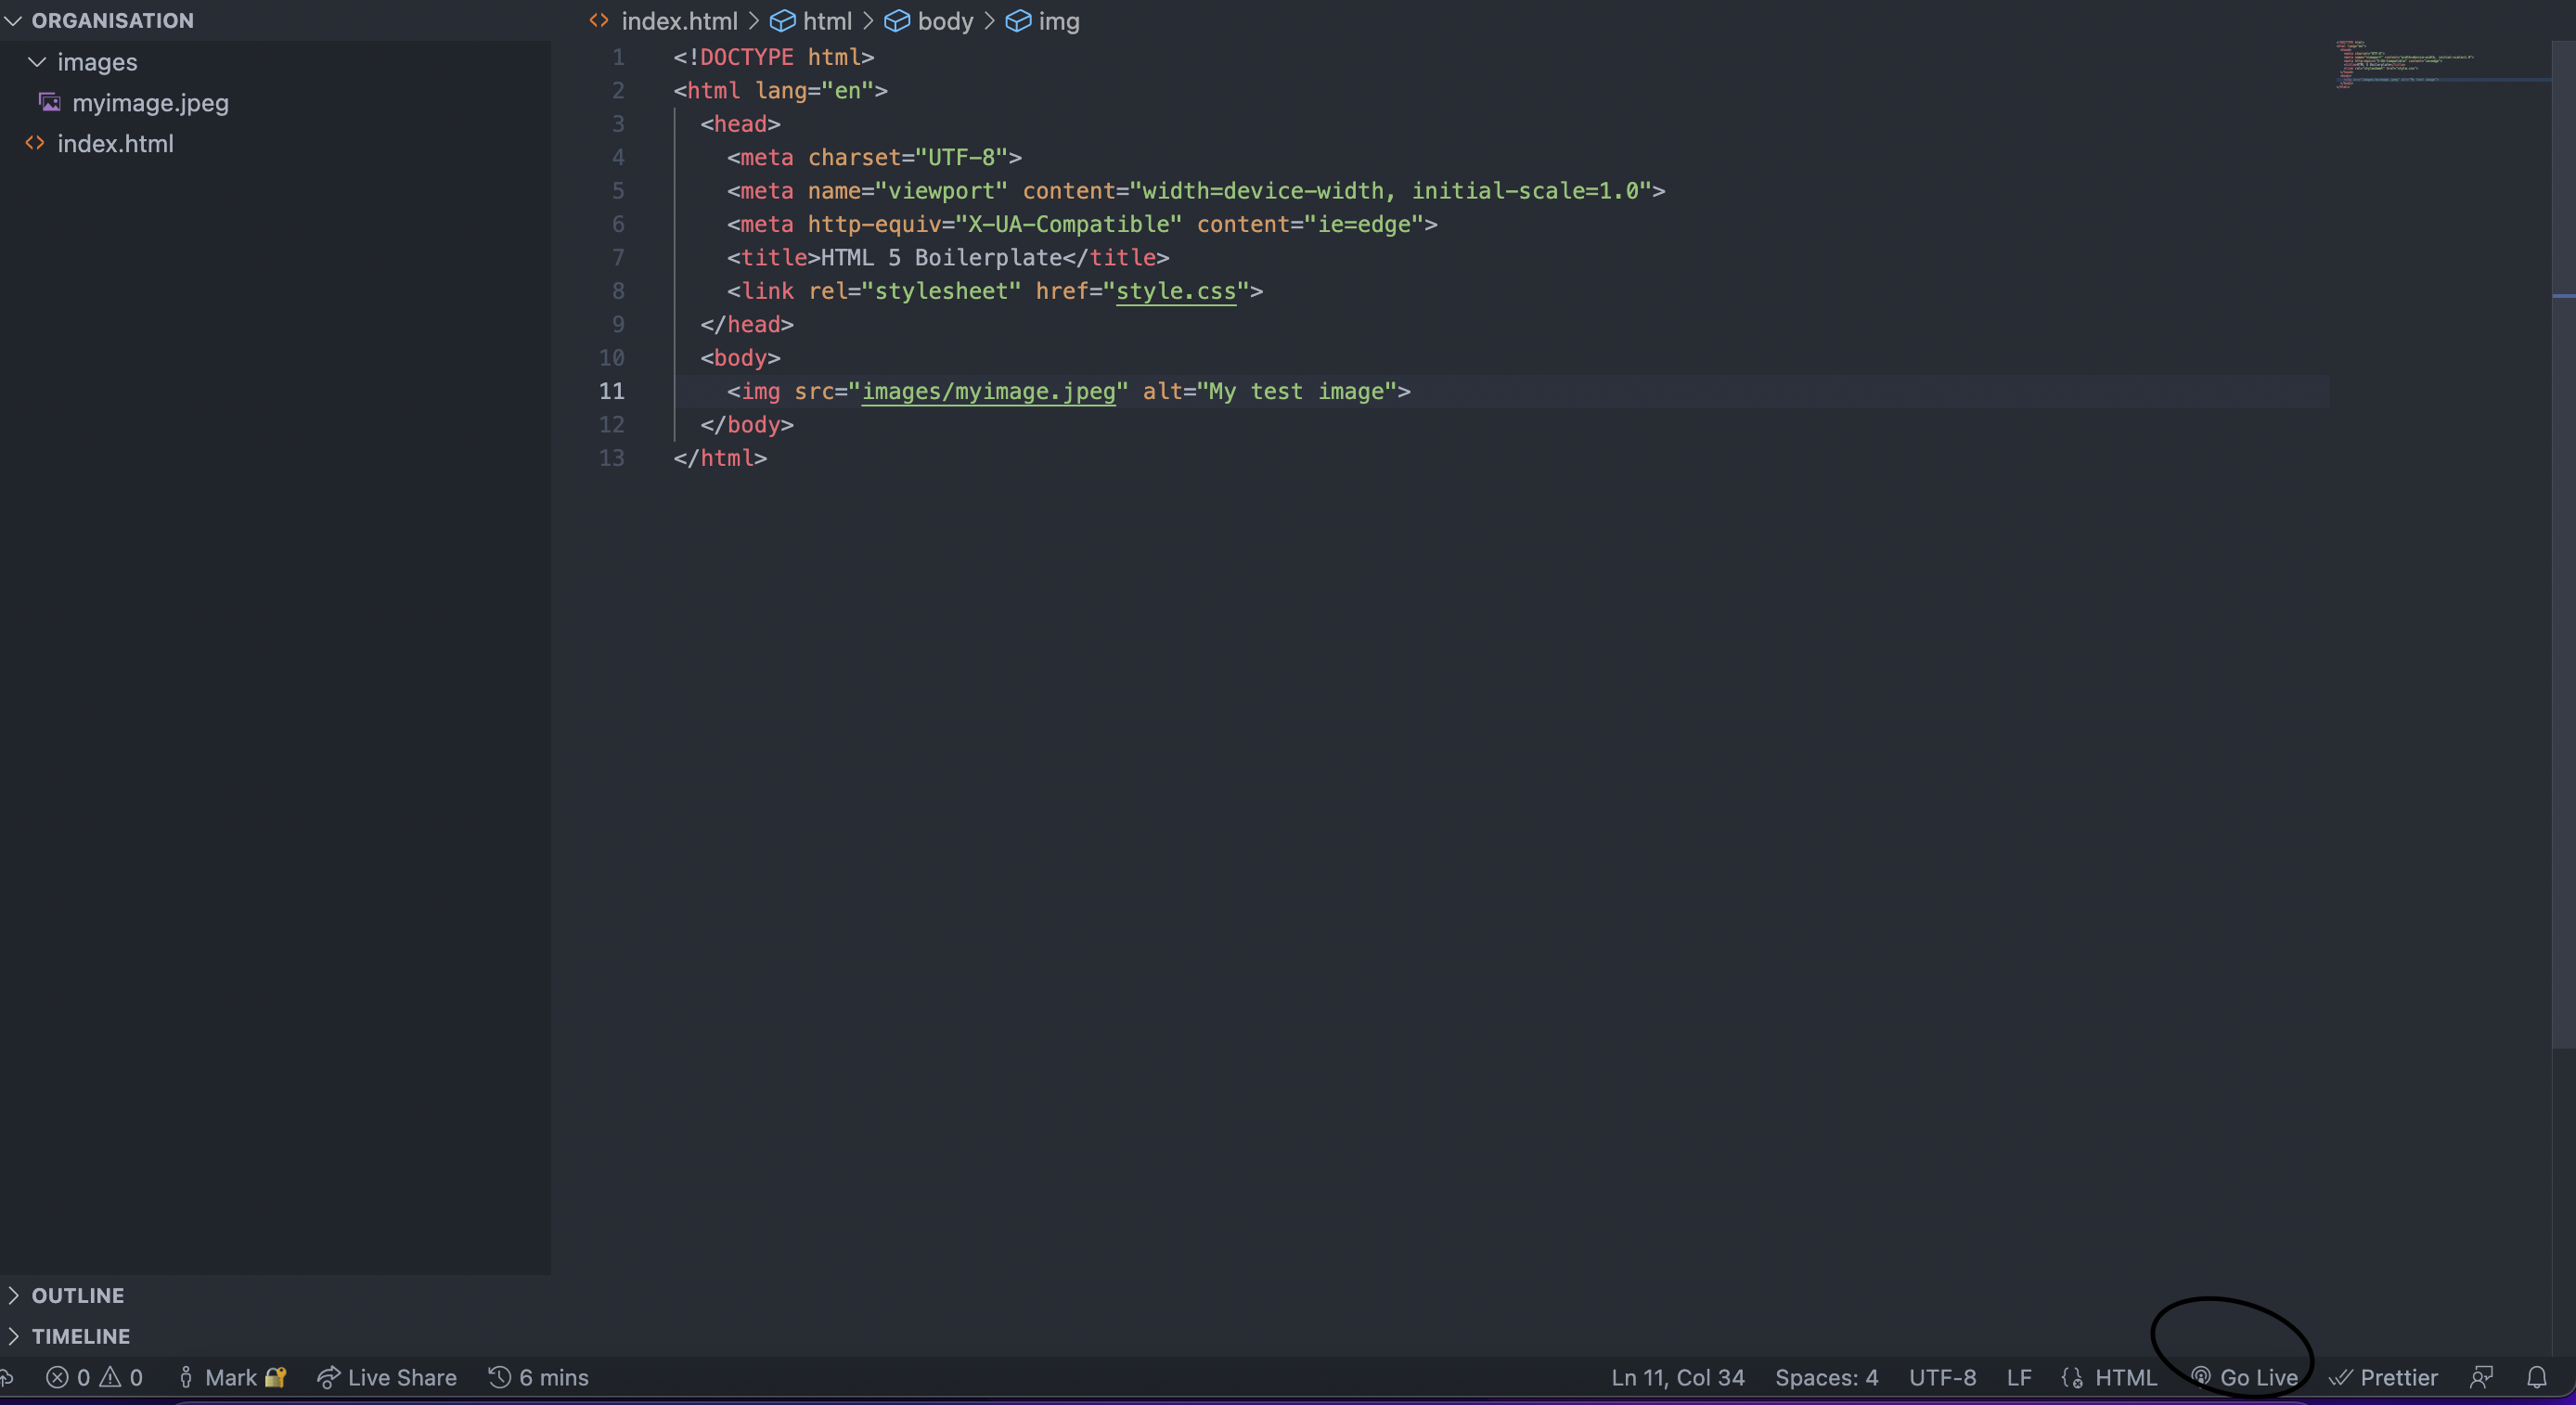 ORGANISATION
images
myimage.jpeg
index.html
index.html > html > body > img
1 <!DOCTYPE html>
2 <html lang="en">
3 <head>
4 <meta charset="UTF-8">
5 <meta name="viewport" content="width=device-width, initial-scale=1.0">
6 <meta http-equiv="X-UA-Compatible" content="ie=edge">
7 <title>HTML 5 Boilerplate</title>
8 <link rel="stylesheet" href="style.css">
9 </head>
10 <body>
11 <img src="images/myimage.jpeg" alt="My test image">
12 </body>
13 </html>
OUTLINE
TIMELINE
0 0 Mark Live Share 6 mins Ln 11, Col 34 Spaces: 4 UTF-8 LF HTML Go Live Prettier